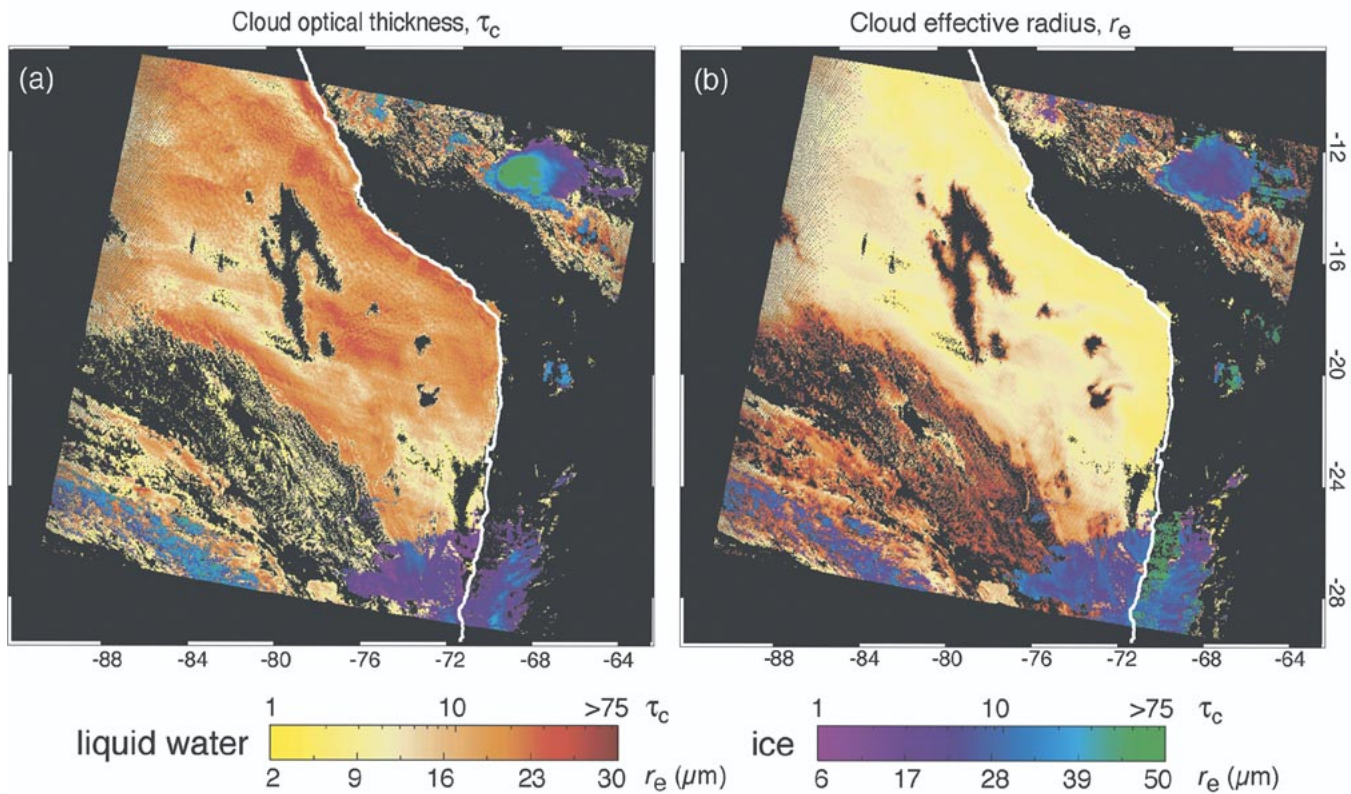 Cloud optical thickness, τc
Cloud effective radius, re
(a)
(b)
-12
-16
-20
-24
-28
-88 -84 -80 -76 -72 -68 -64
-88 -84 -80 -76 -72 -68 -64
1 10 >75 τc
liquid water
2 9 16 23 30 re (μm)
1 10 >75 τc
ice
6 17 28 39 50 re (μm)